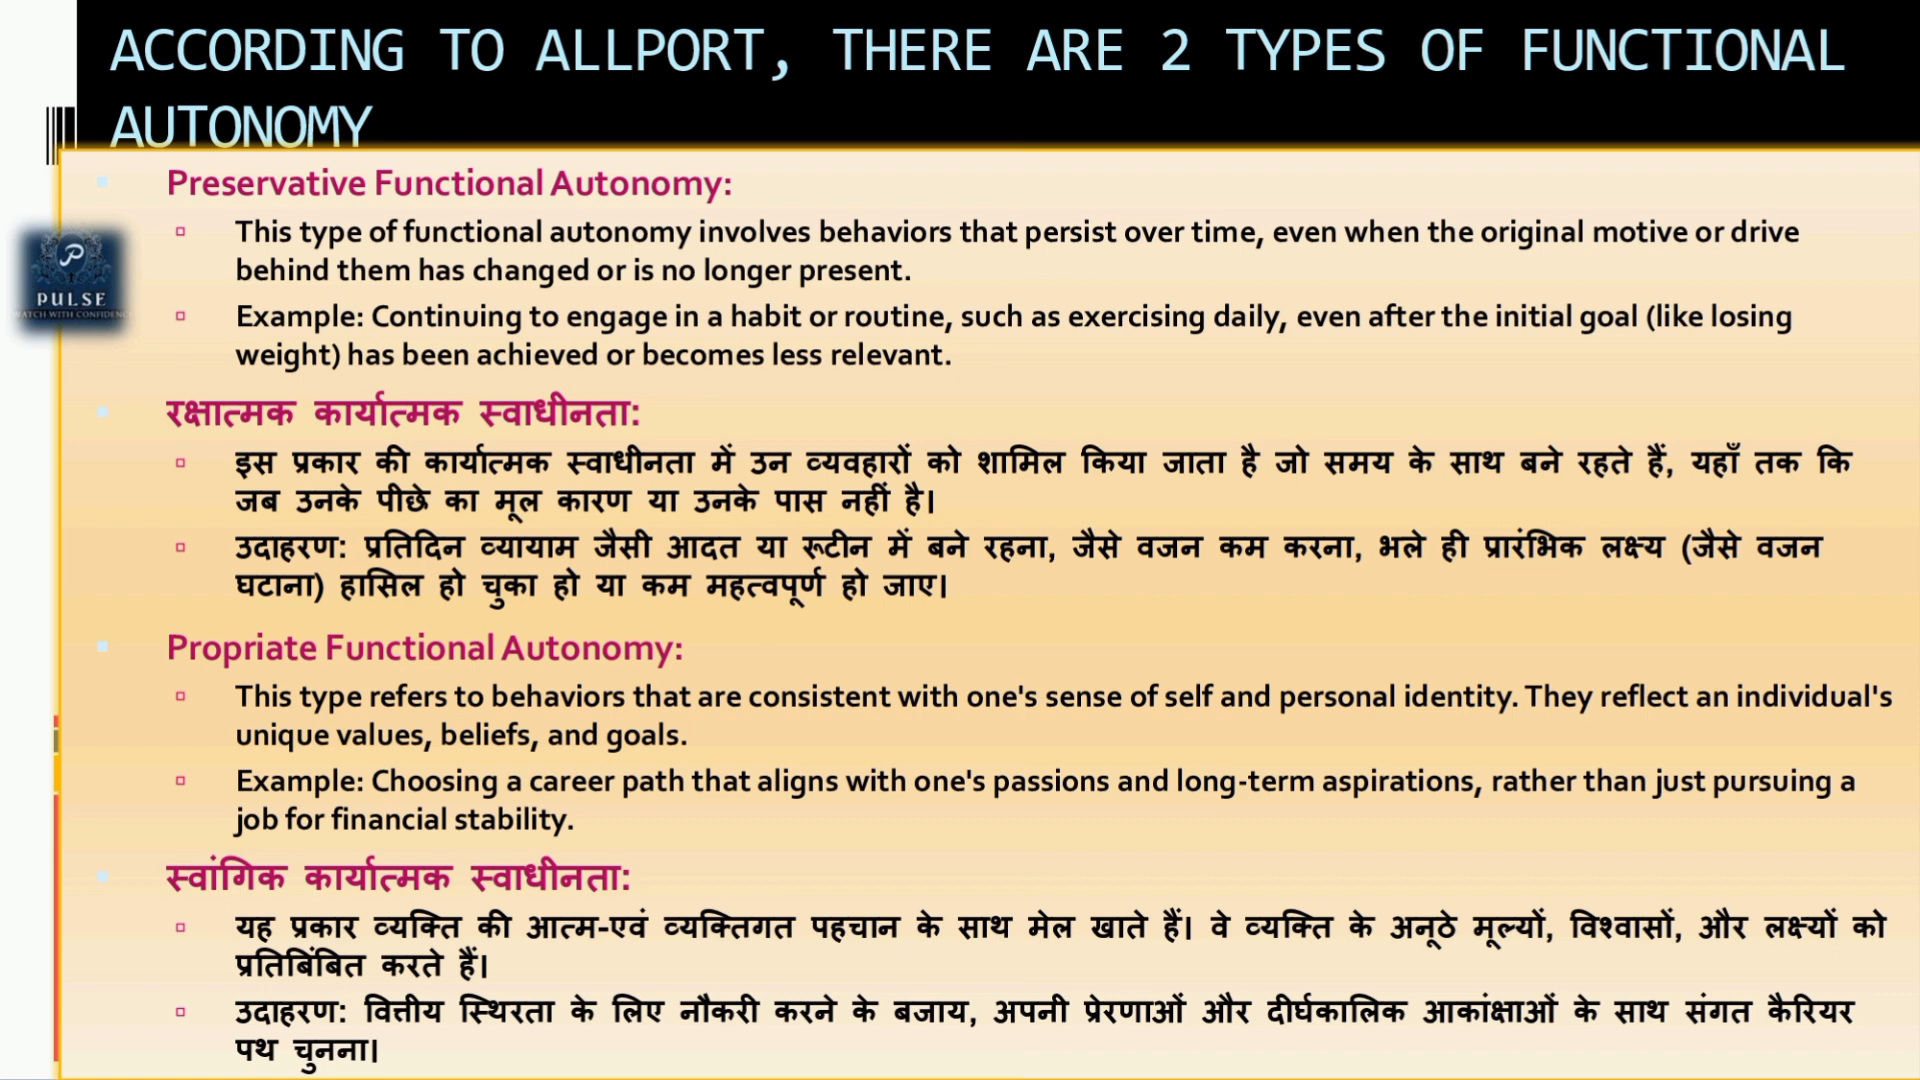 ACCORDING TO ALLPORT, THERE ARE 2 TYPES OF FUNCTIONAL
AUTONOMY
Preservative Functional Autonomy:
This type of functional autonomy involves behaviors that persist over time, even when the original motive or drive
behind them has changed or is no longer present.
Example: Continuing to engage in a habit or routine, such as exercising daily, even after the initial goal (like losing
weight) has been achieved or becomes less relevant.
रक्षात्मक कार्यात्मक स्वाधीनता:
इस प्रकार की कार्यात्मक स्वाधीनता में उन व्यवहारों को शामिल किया जाता है जो समय के साथ बने रहते हैं, यहाँ तक कि
जब उनके पीछे का मूल कारण या उनके पास नहीं है।
उदाहरण: प्रतिदिन व्यायाम जैसी आदत या रूटीन में बने रहना, जैसे वजन कम करना, भले ही प्रारंभिक लक्ष्य (जैसे वजन
घटाना) हासिल हो चुका हो या कम महत्वपूर्ण हो जाए।
Propriate Functional Autonomy:
This type refers to behaviors that are consistent with one's sense of self and personal identity. They reflect an individual's
unique values, beliefs, and goals.
Example: Choosing a career path that aligns with one's passions and long-term aspirations, rather than just pursuing a
job for financial stability.
स्वांगिक कार्यात्मक स्वाधीनता:
यह प्रकार व्यक्ति की आत्म-एवं व्यक्तिगत पहचान के साथ मेल खाते हैं। वे व्यक्ति के अनूठे मूल्यों, विश्वासों, और लक्ष्यों को
प्रतिबिंबित करते हैं।
उदाहरण: वित्तीय स्थिरता के लिए नौकरी करने के बजाय, अपनी प्रेरणाओं और दीर्घकालिक आकांक्षाओं के साथ संगत कैरियर
पथ चुनना।
P
PULSE
WATCH WITH CONFIDENCE